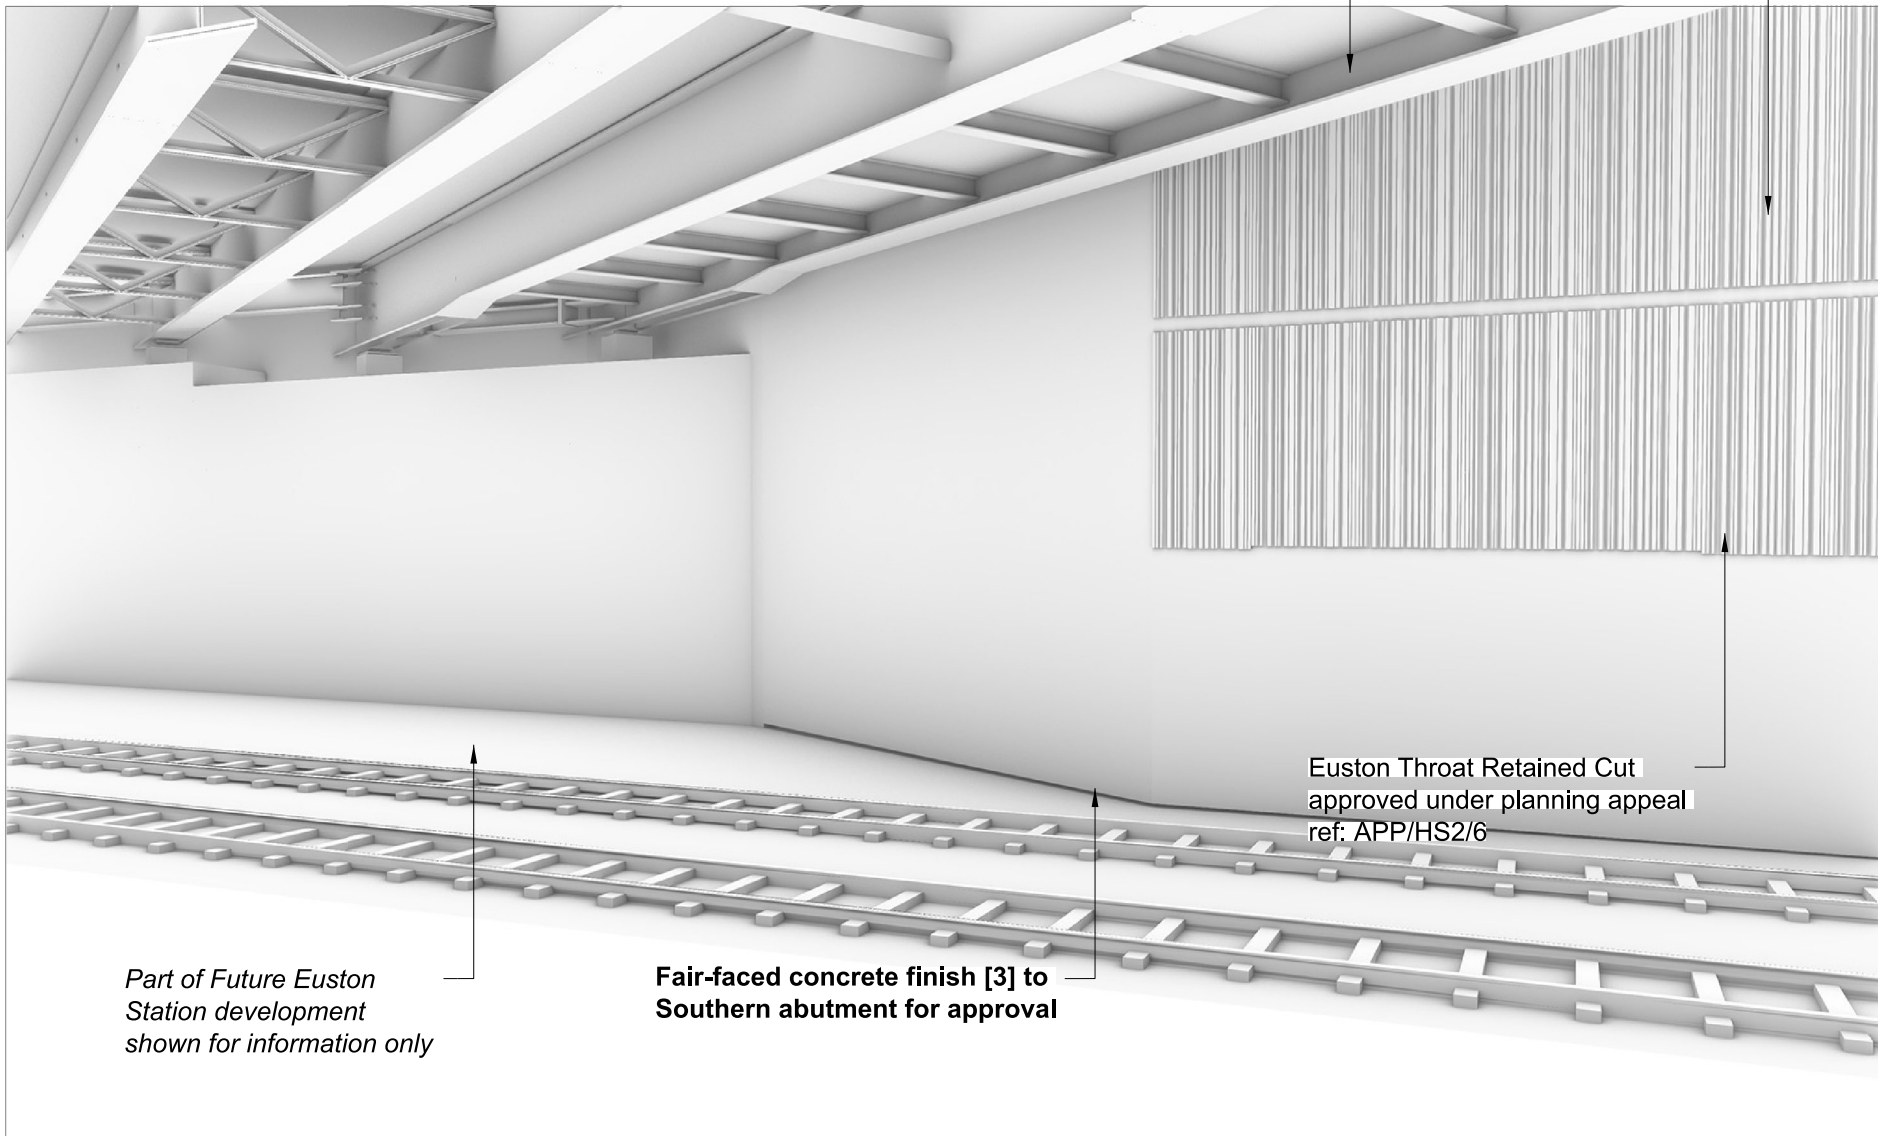 Euston Throat Retained Cut
approved under planning appeal
ref: APP/HS2/6
Part of Future Euston
Station development
shown for information only
Fair-faced concrete finish [3] to
Southern abutment for approval